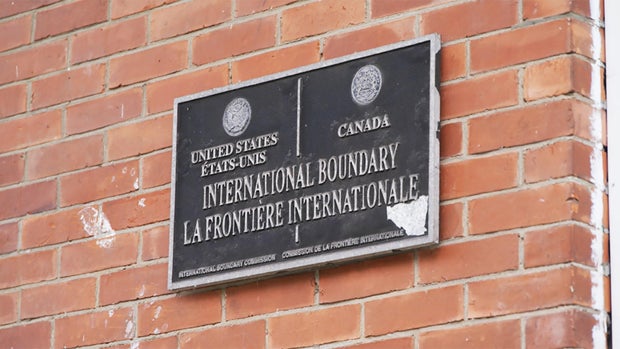 UNITED STATES
ÉTATS-UNIS
CANADA
INTERNATIONAL BOUNDARY
LA FRONTIÈRE INTERNATIONALE
INTERNATIONAL BOUNDARY COMMISSION COMMISSION DE LA FRONTIÈRE INTERNATIONALE